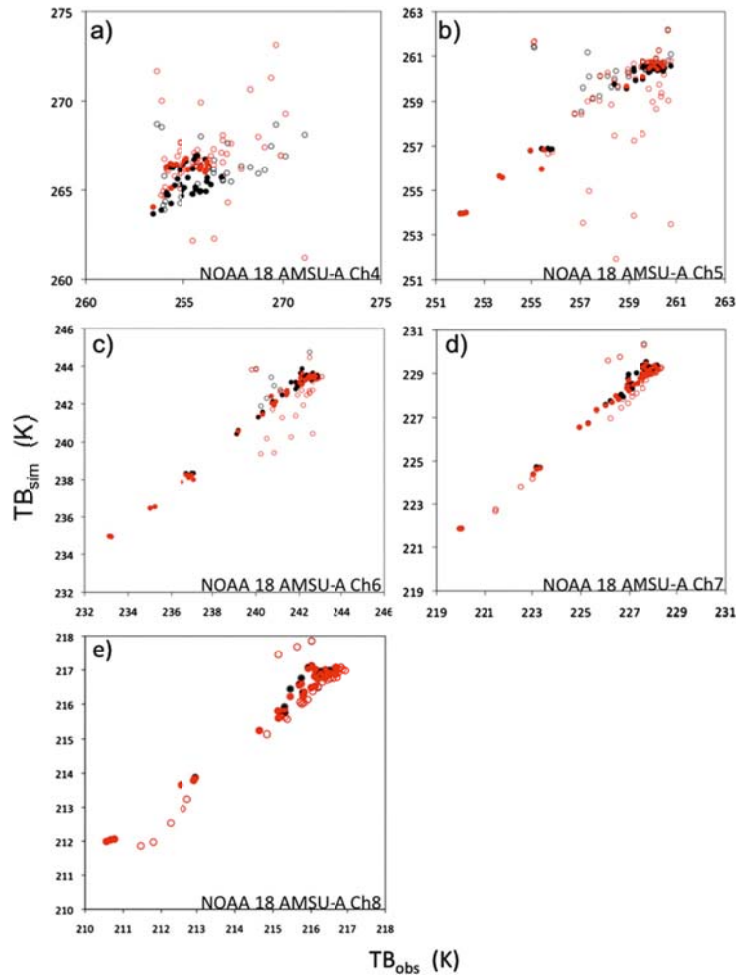 275
a)
270
265
260
NOAA 18 AMSU-A Ch4
260 255 265 271 275
263
b)
261
259
257
255
253
251
NOAA 18 AMSU-A Ch5
251 253 255 257 259 261 263
246
c)
244
242
240
238
236
234
232
NOAA 18 AMSU-A Ch6
232 234 236 238 240 242 244 246
231
d)
229
227
225
223
221
219
NOAA 18 AMSU-A Ch7
219 221 223 225 227 229 231
TBsim (K)
218
e)
217
216
215
214
213
212
211
210
NOAA 18 AMSU-A Ch8
210 211 212 213 214 215 216 217 218
TBobs (K)